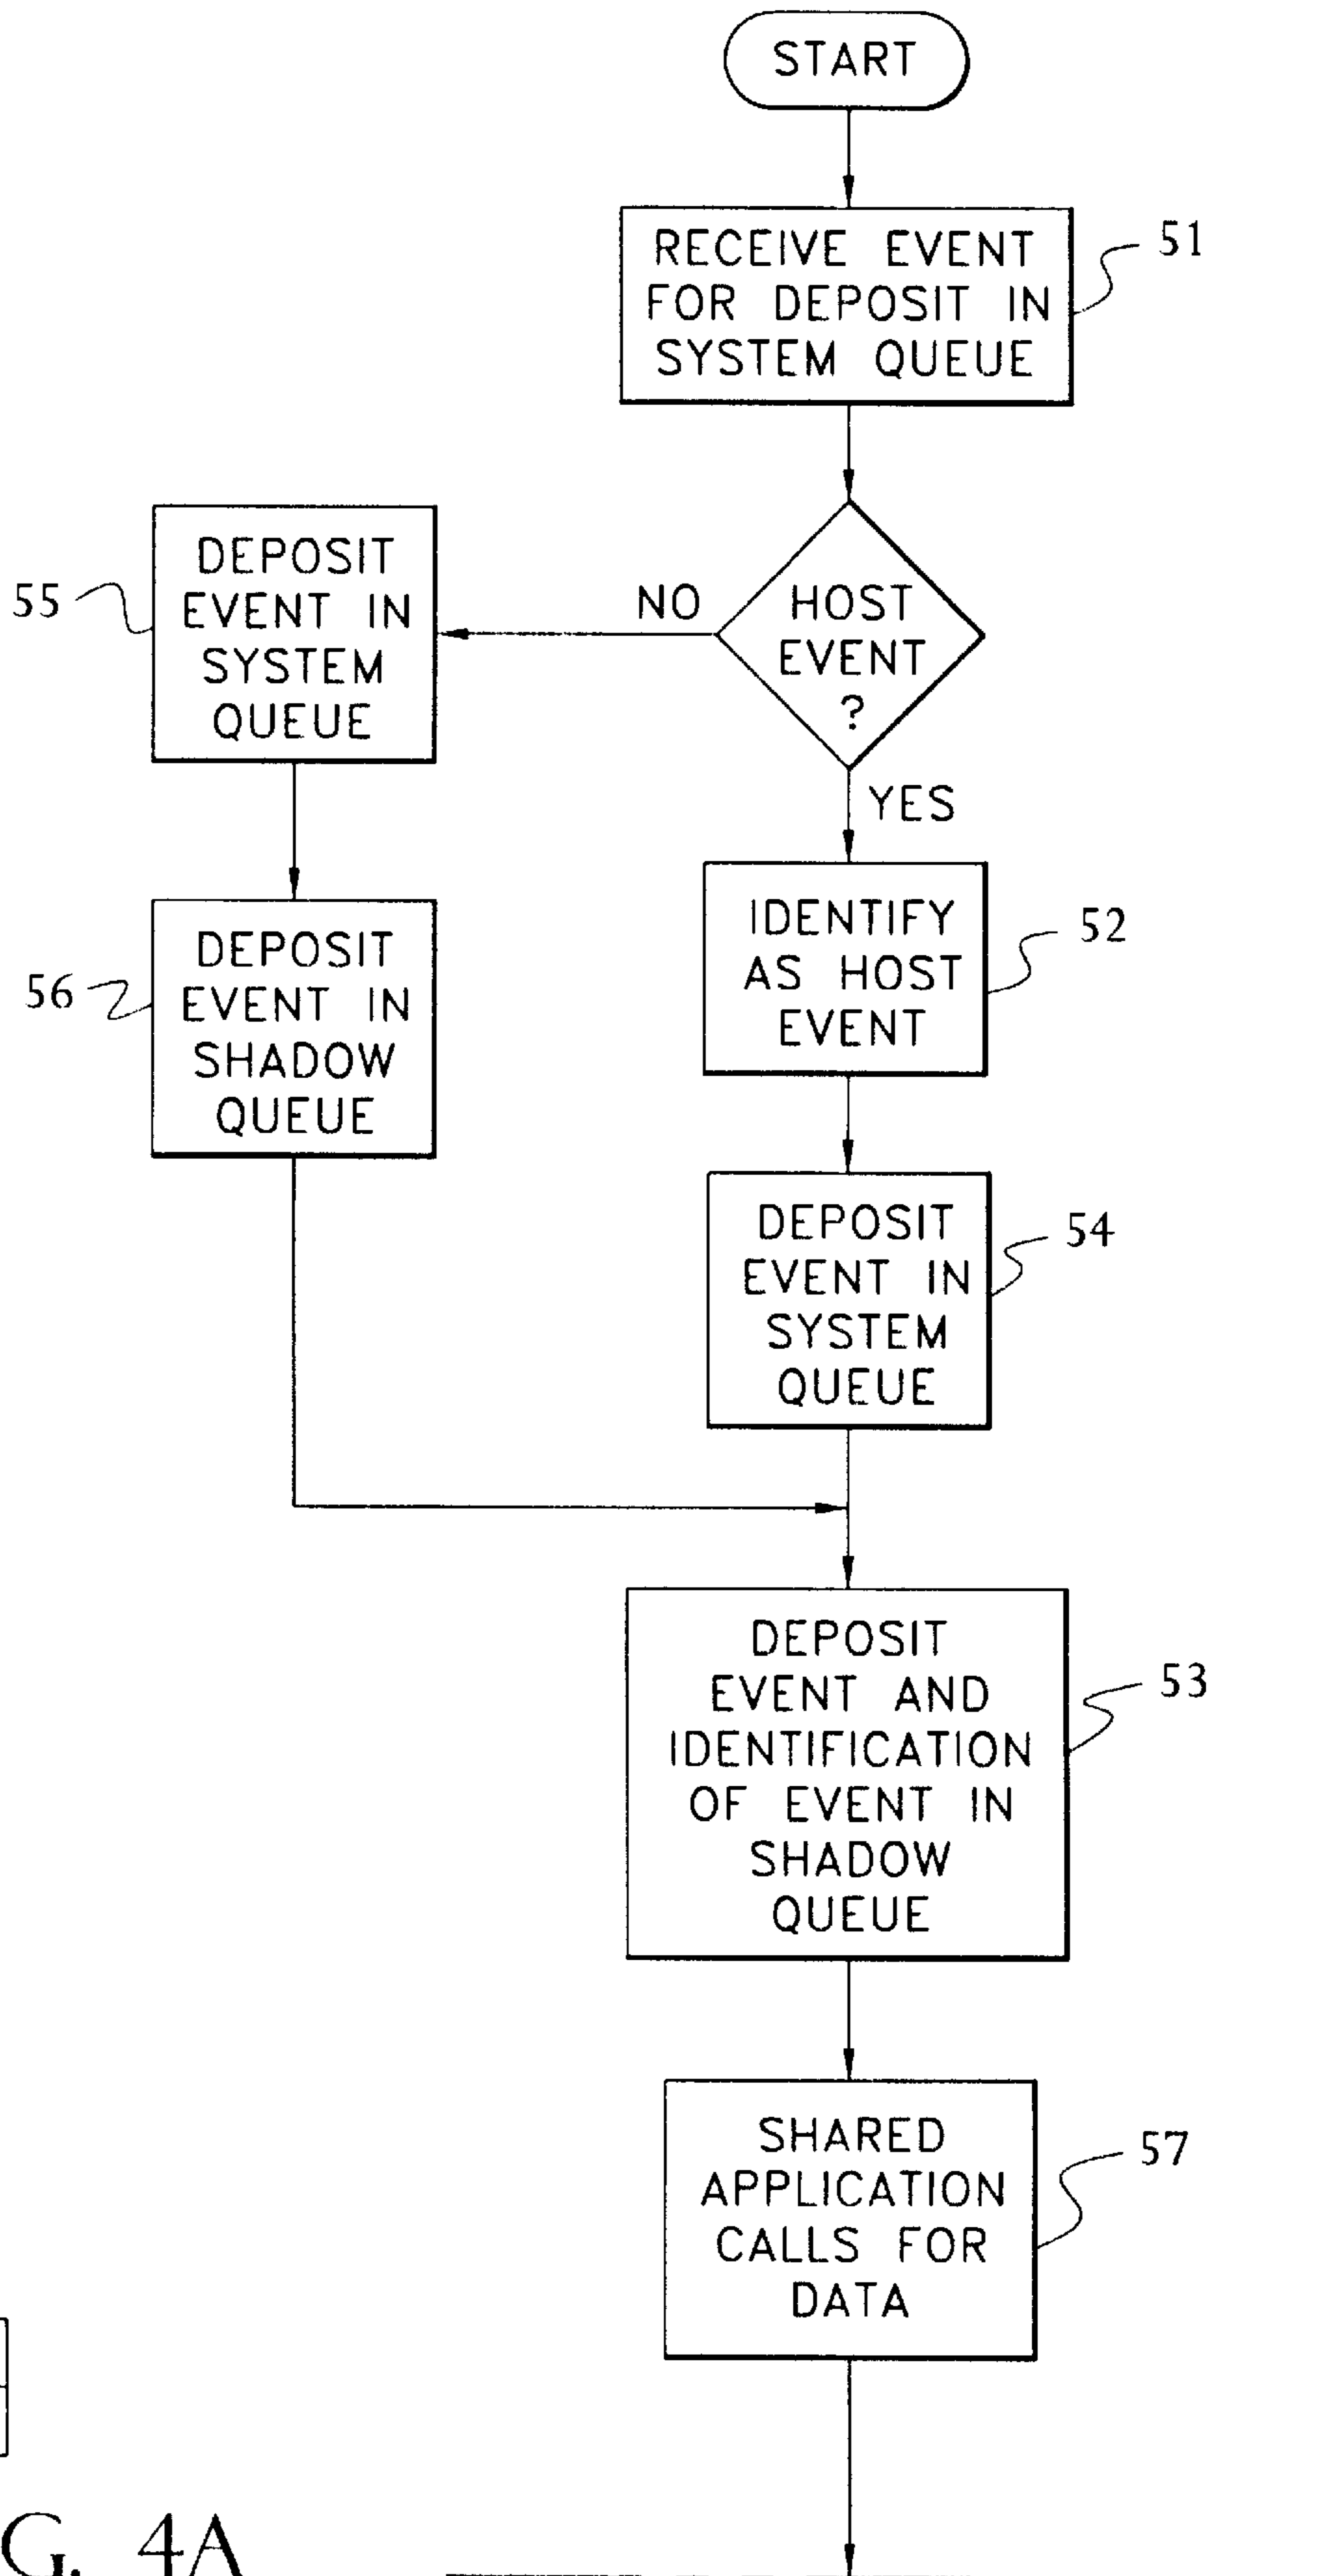 START
RECEIVE EVENT
FOR DEPOSIT IN
SYSTEM QUEUE
51
HOST
EVENT
?
NO
YES
DEPOSIT
EVENT IN
SYSTEM
QUEUE
55
IDENTIFY
AS HOST
EVENT
52
DEPOSIT
EVENT IN
SHADOW
QUEUE
56
DEPOSIT
EVENT IN
SYSTEM
QUEUE
54
DEPOSIT
EVENT AND
IDENTIFICATION
OF EVENT IN
SHADOW
QUEUE
53
SHARED
APPLICATION
CALLS FOR
DATA
57
G. 4A